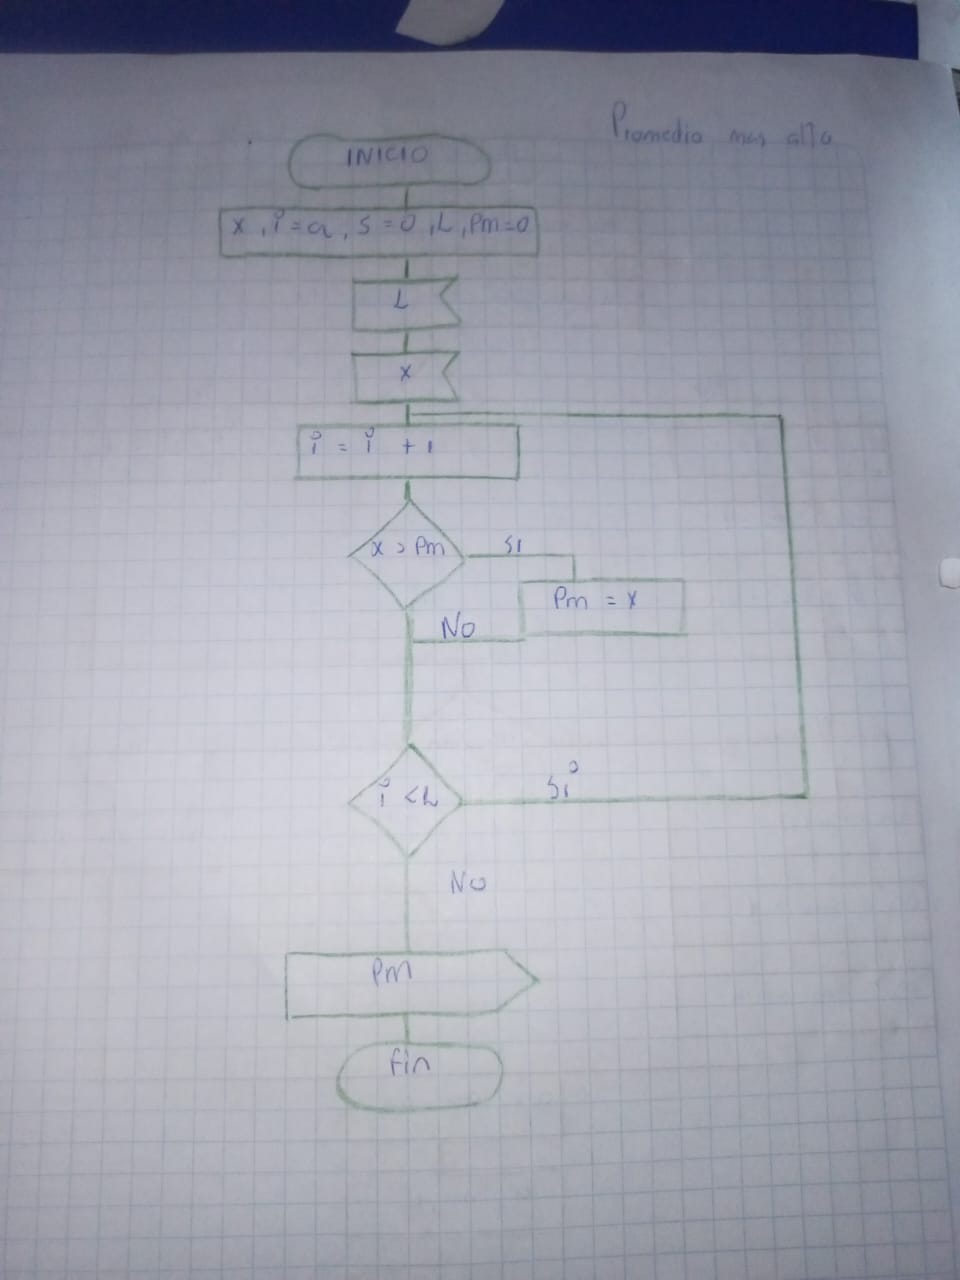 Promedio mas alto
INICIO
x , i = a , s = 0 , L , Pm = 0
L
x
i = i + 1
x > Pm
SI
Pm = x
No
i < L
Si
No
Pm
fin